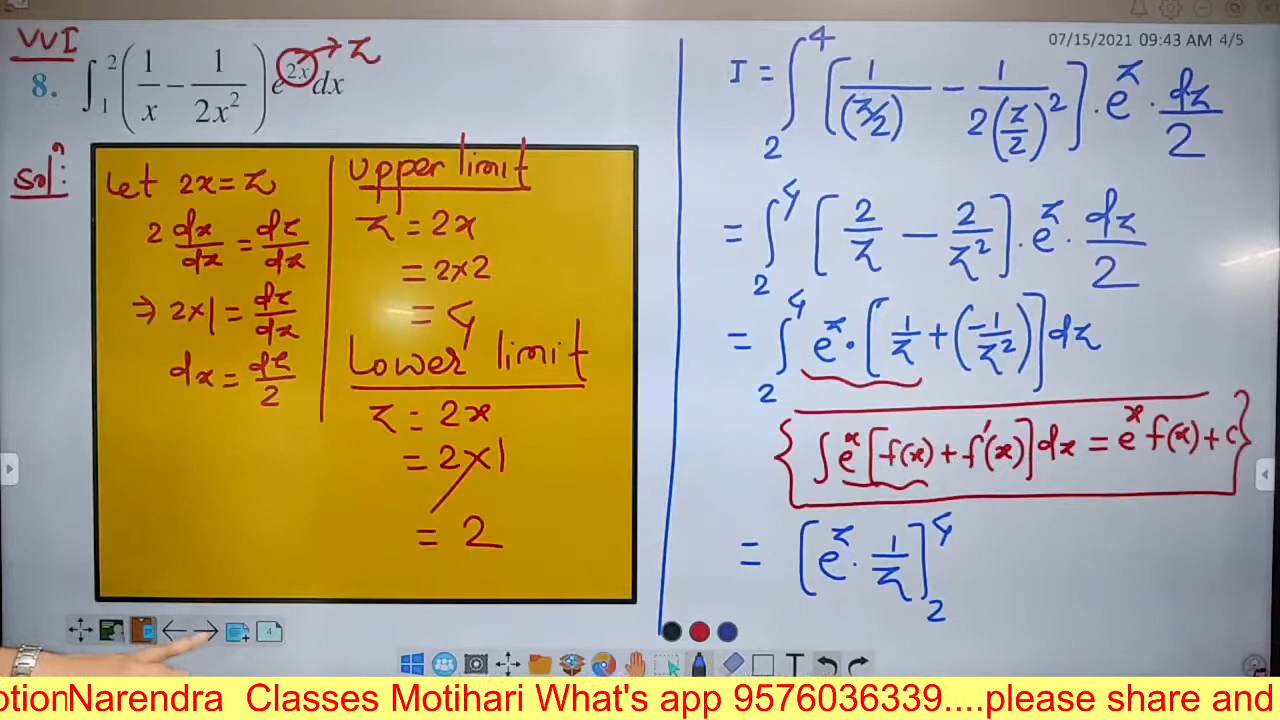 VVI
8. ∫₁² (1/x − 1/2x²) e^2x dx → z
07/15/2021 09:43 AM 4/5
Solⁿ:
Let 2x = z
2 dx/dx = dz/dx
⇒ 2×1 = dz/dx
dx = dz/2
Upper limit
z = 2x
= 2×2
= 4
Lower limit
z = 2x
= 2×1
= 2
I = ∫₂⁴ [1/(z/2) − 1/2(z/2)²] · e^z · dz/2
= ∫₂⁴ [2/z − 2/z²] · e^z · dz/2
= ∫₂⁴ e^z · [1/z + (-1/z²)] dz
{∫ e^x [f(x) + f'(x)] dx = e^x f(x) + c}
= [e^z · 1/z]₂⁴
4
T
otionNarendra Classes Motihari What's app 9576036339....please share and